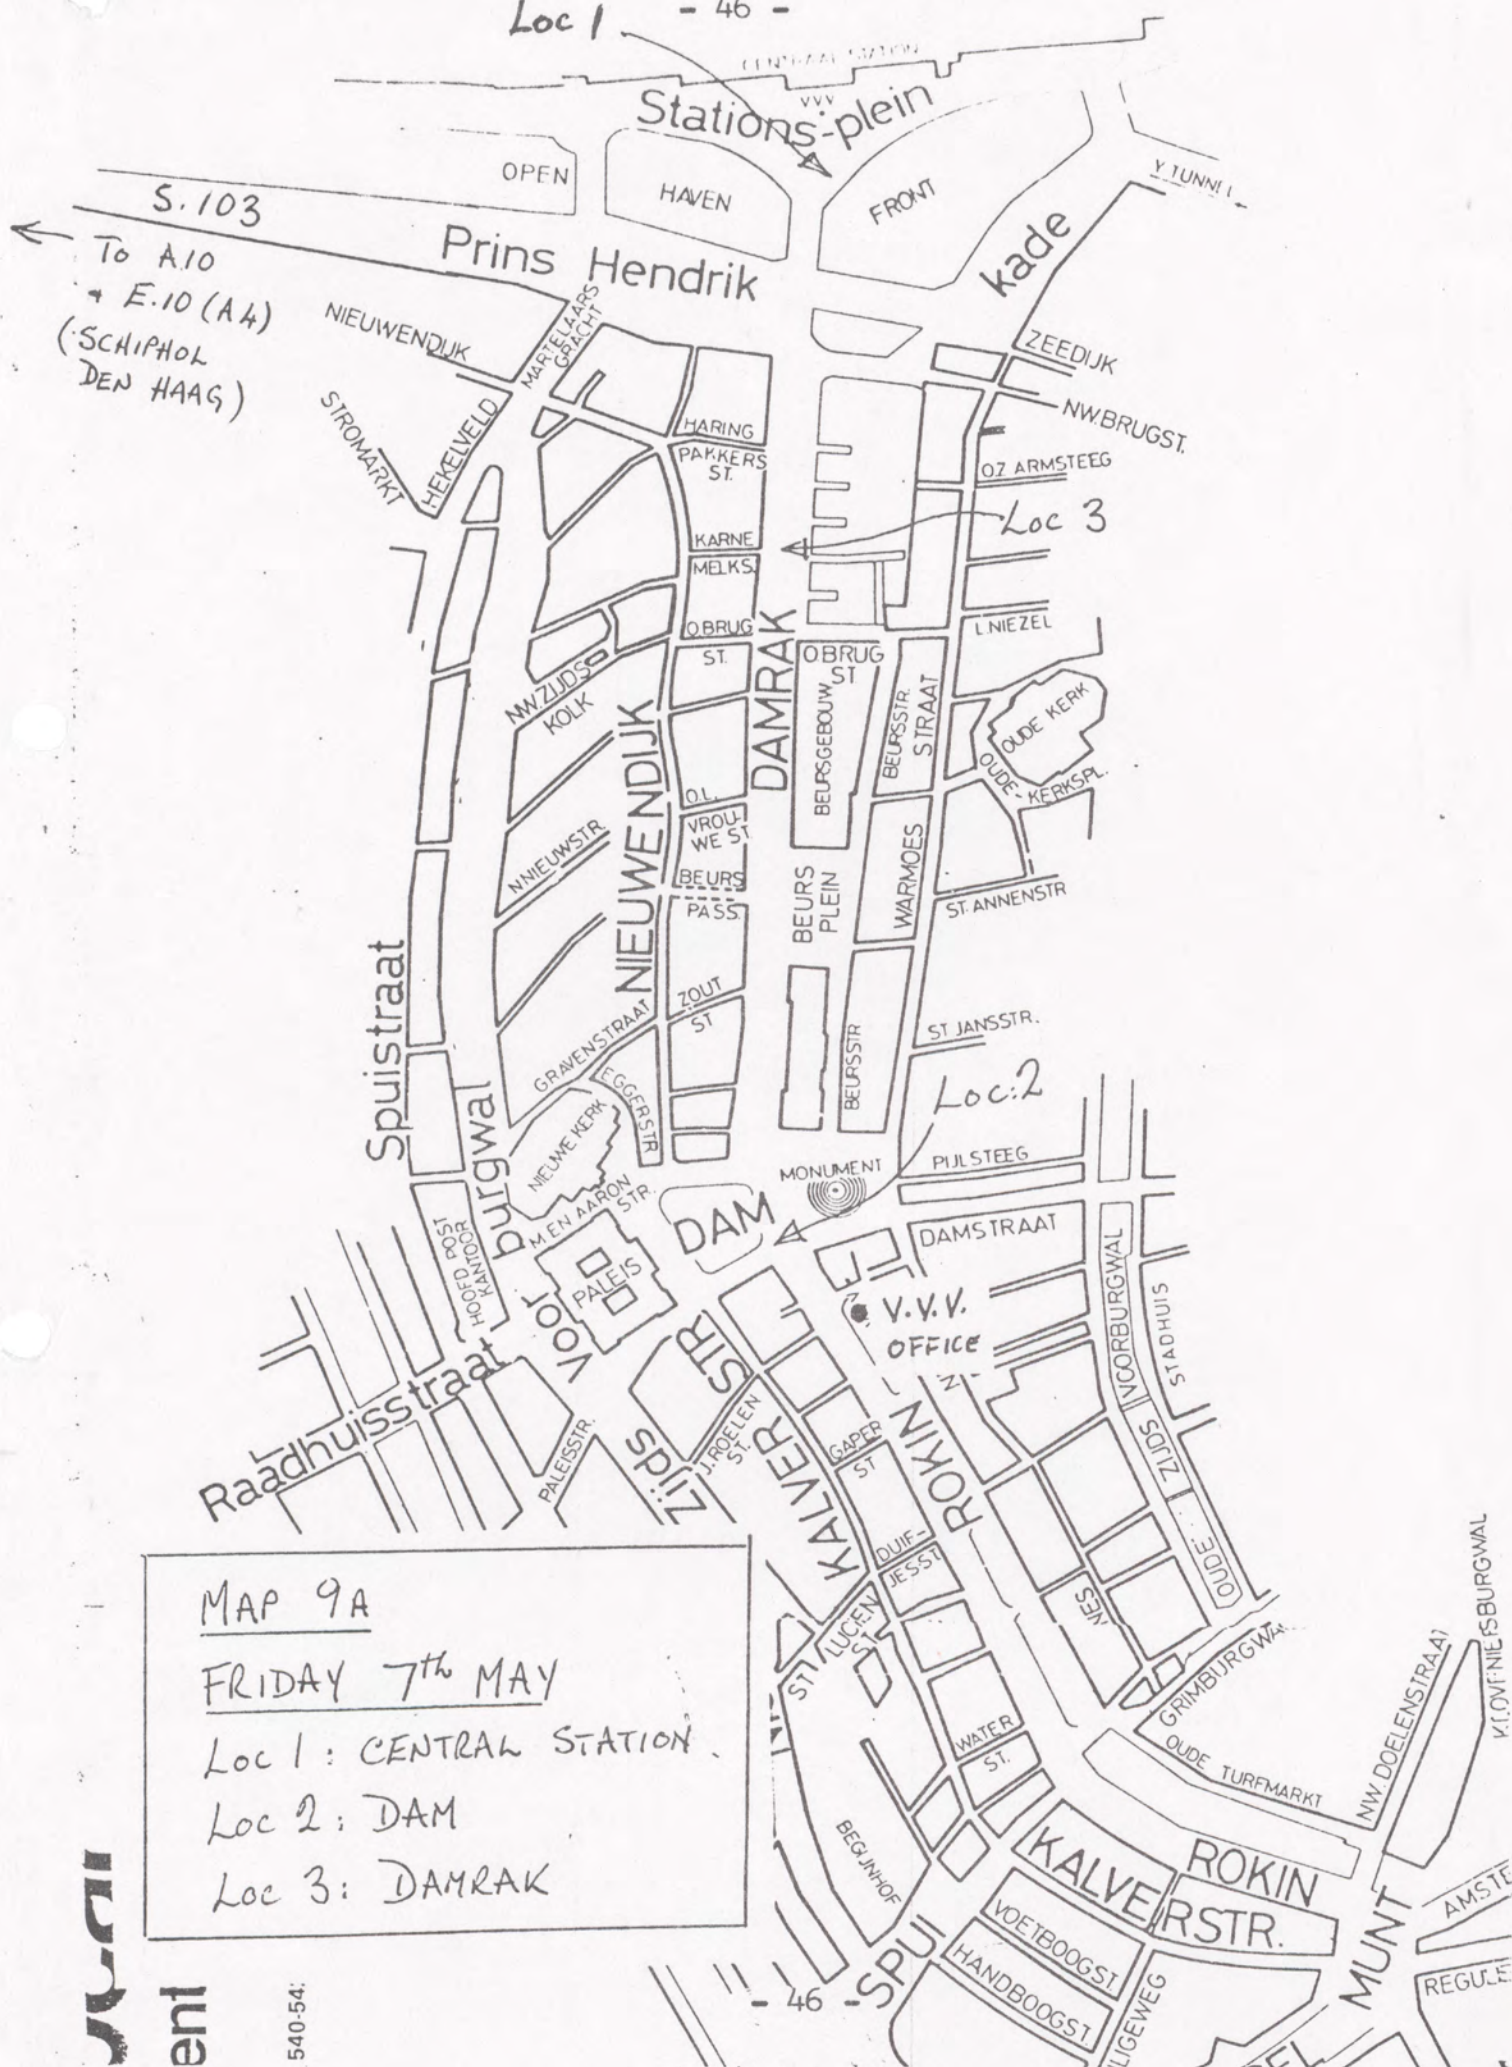 Loc 1
- 46 -
CENTRAAL STATION
VVV
Stations-plein
OPEN
HAVEN
FRONT
Y TUNNEL
S.103
Prins Hendrik
kade
To A.10
+ E.10 (A4)
(SCHIPHOL
DEN HAAG)
NIEUWENDIJK
MARTELAARS
GRACHT
ZEEDIJK
NW.BRUGST.
STROMARKT
HEKELVELD
HARING
PAKKERS
ST.
OZ ARMSTEEG
Loc 3
KARNE
MELKS.
O.BRUG
ST.
L.NIEZEL
DAMRAK
OBRUG
ST
NW.ZIJDS
KOLK
BEURSGEBOUW
BEURSSTR.
STRAAT
OUDE KERK
OUDE-KERKSPL.
NIEUWENDIJK
O.L.
VROU-
WE ST
N.NIEUWSTR.
BEURS
PASS.
BEURS
PLEIN
WARMOES
ST. ANNENSTR
Spuistraat
ZOUT
ST
GRAVENSTRAAT
EGGERSTR
BEURSSTR
ST JANSSTR.
Loc:2
burgwal
NIEUWE KERK
MONUMENT
PIJLSTEEG
M EN AARON
STR.
DAM
DAMSTRAAT
HOOFD POST
KANTOOR
PALEIS
voor
V.V.V.
OFFICE
VOORBURGWAL
STADHUIS
Raadhuisstraat
PALEISSTR.
STR
Zijds
J.ROELEN
ST.
KALVER
GAPER
ST
ROKIN
ZIJDS
OUDE
DUIF-
JESST.
NES
ST LUCIEN
ST.
GRIMBURGWAL
WATER
ST.
OUDE TURFMARKT
NW. DOELENSTRAAT
KLOVENIERSBURGWAL
MAP 9A
FRIDAY 7th MAY
Loc 1: CENTRAL STATION.
Loc 2: DAM
Loc 3: DAMRAK
BEGIJNHOF
KALVERSTR.
ROKIN
MUNT
AMSTE
REGULE
SPUI
VOETBOOGST.
HANDBOOGST.
LIGEWEG
- 46 -
ent
540-54: